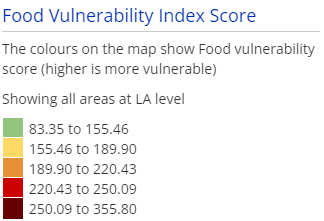 Food Vulnerability Index Score
The colours on the map show Food vulnerability
score (higher is more vulnerable)
Showing all areas at LA level
83.35 to 155.46
155.46 to 189.90
189.90 to 220.43
220.43 to 250.09
250.09 to 355.80